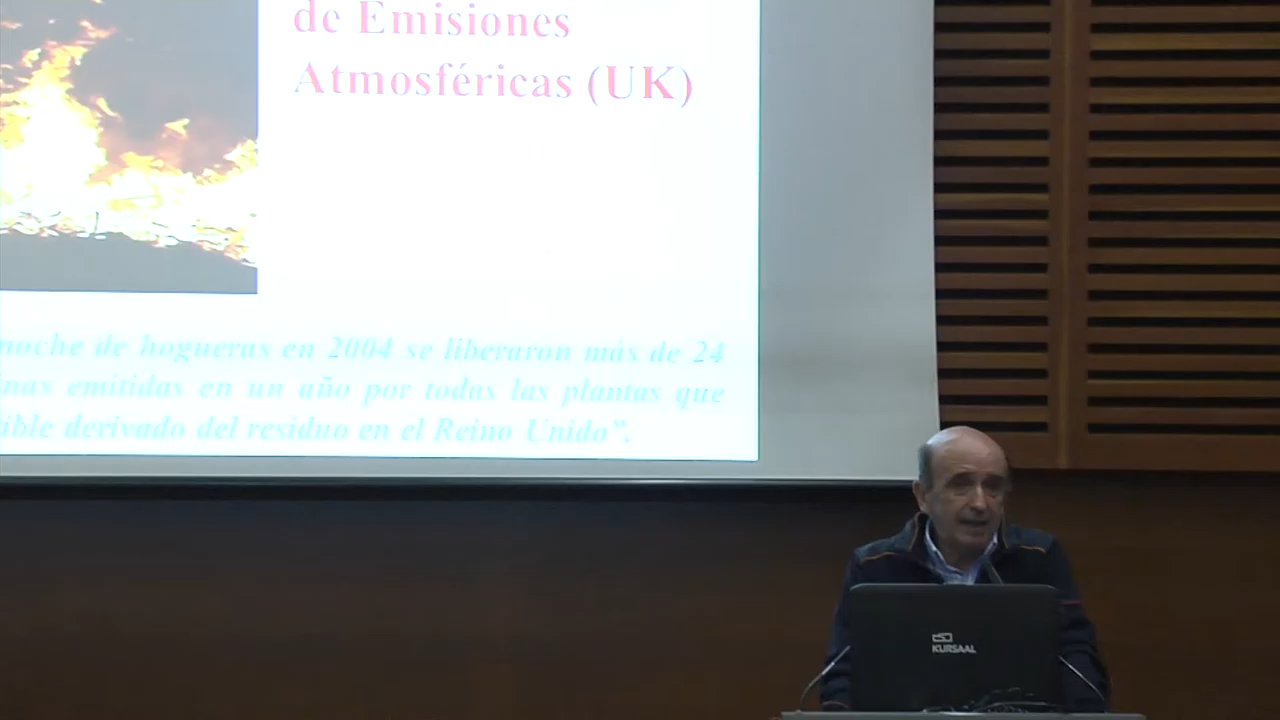 de Emisiones
Atmosféricas (UK)
noche de hogueras en 2004 se liberaron más de 24
inas emitidas en un año por todas las plantas que
ible derivado del residuo en el Reino Unido”.
KURSAAL